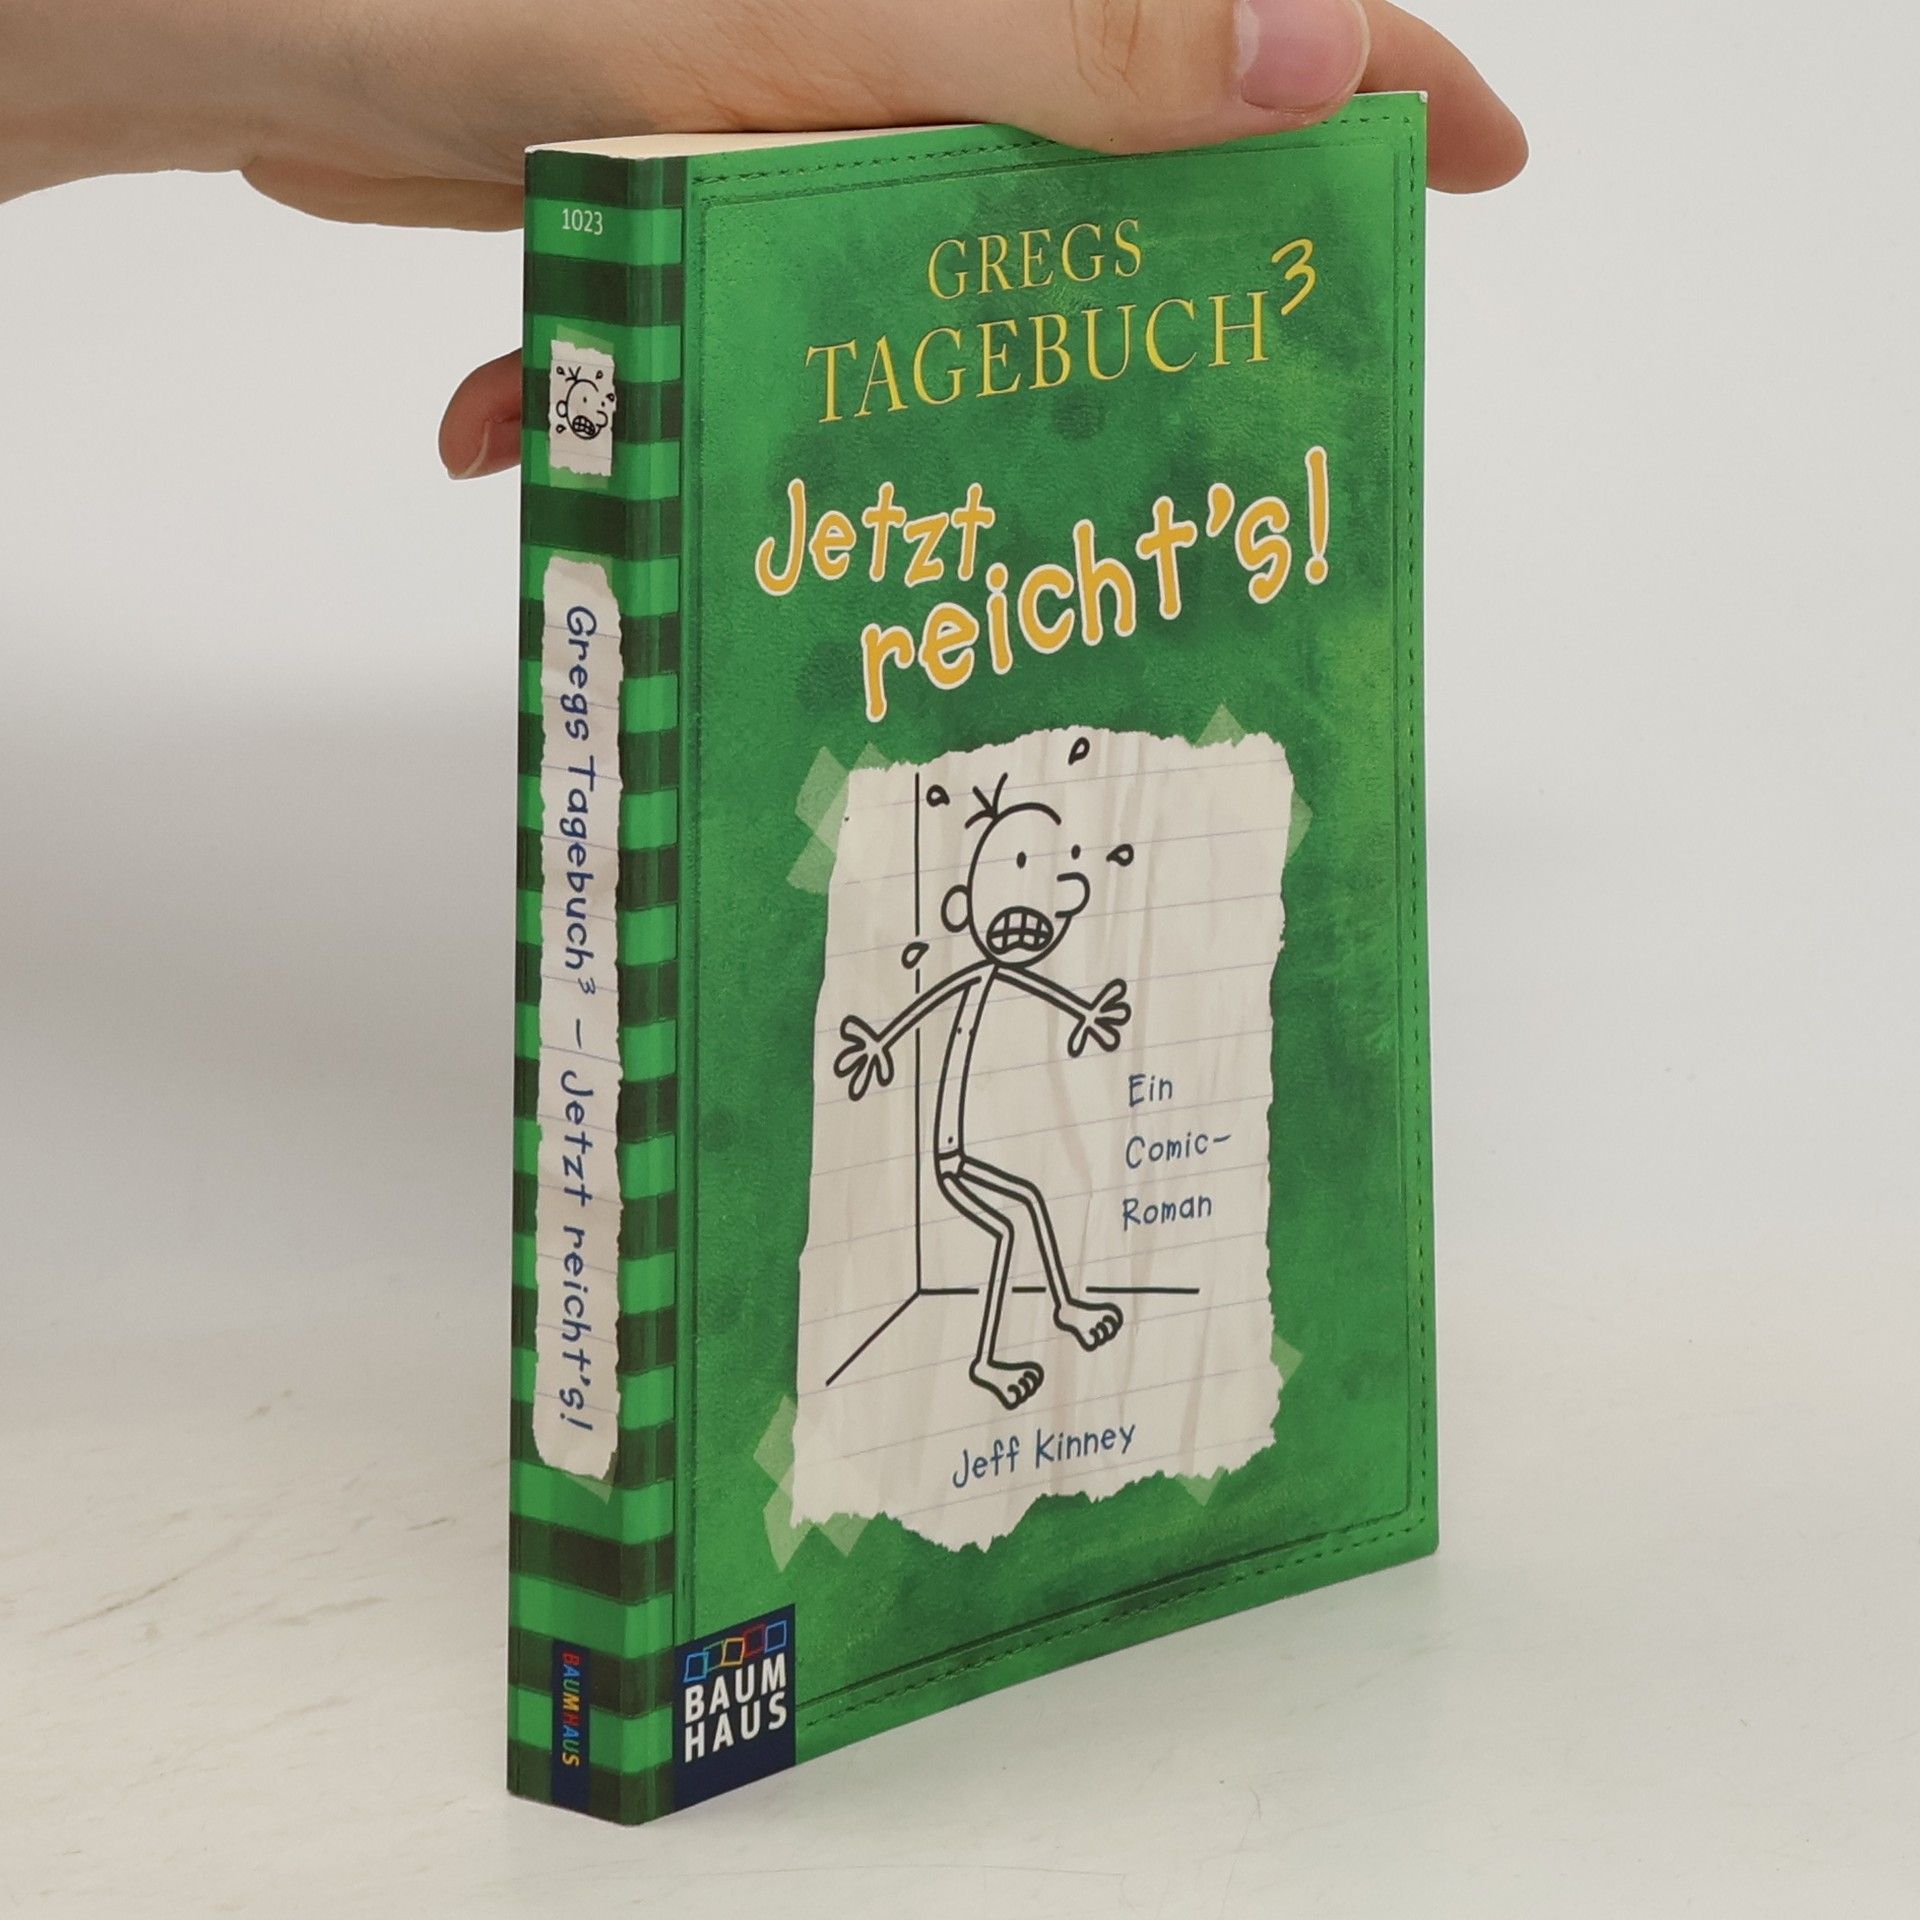 1023
Gregs Tagebuch³ – Jetzt reicht's!
BAUMHAUS
GREGS
TAGEBUCH³
Jetzt
reicht's!
Ein
Comic–
Roman
Jeff Kinney
BAUM
HAUS